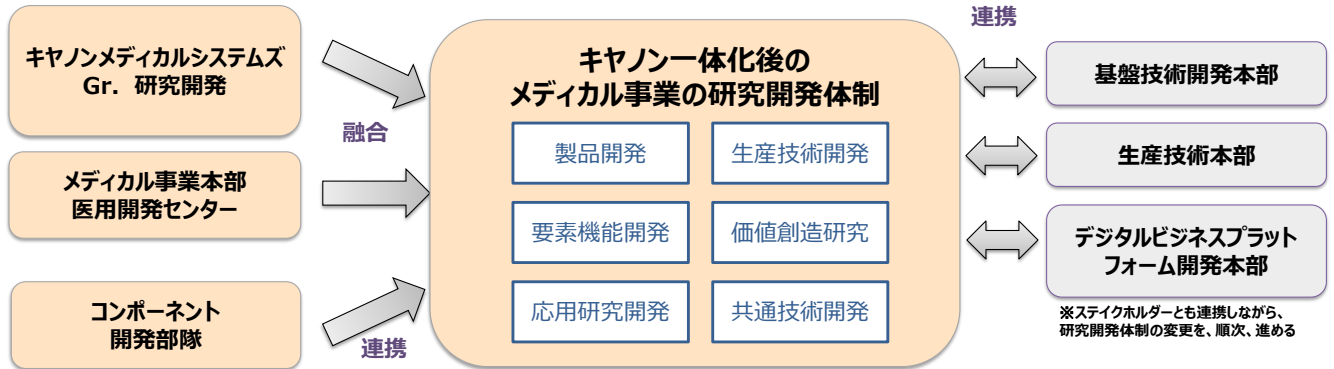 キヤノンメディカルシステムズ
Gr. 研究開発
メディカル事業本部
医用開発センター
コンポーネント
開発部隊
融合
連携
キヤノン一体化後の
メディカル事業の研究開発体制
製品開発
生産技術開発
要素機能開発
価値創造研究
応用研究開発
共通技術開発
連携
基盤技術開発本部
生産技術本部
デジタルビジネスプラット
フォーム開発本部
※ステイクホルダーとも連携しながら、
研究開発体制の変更を、順次、進める